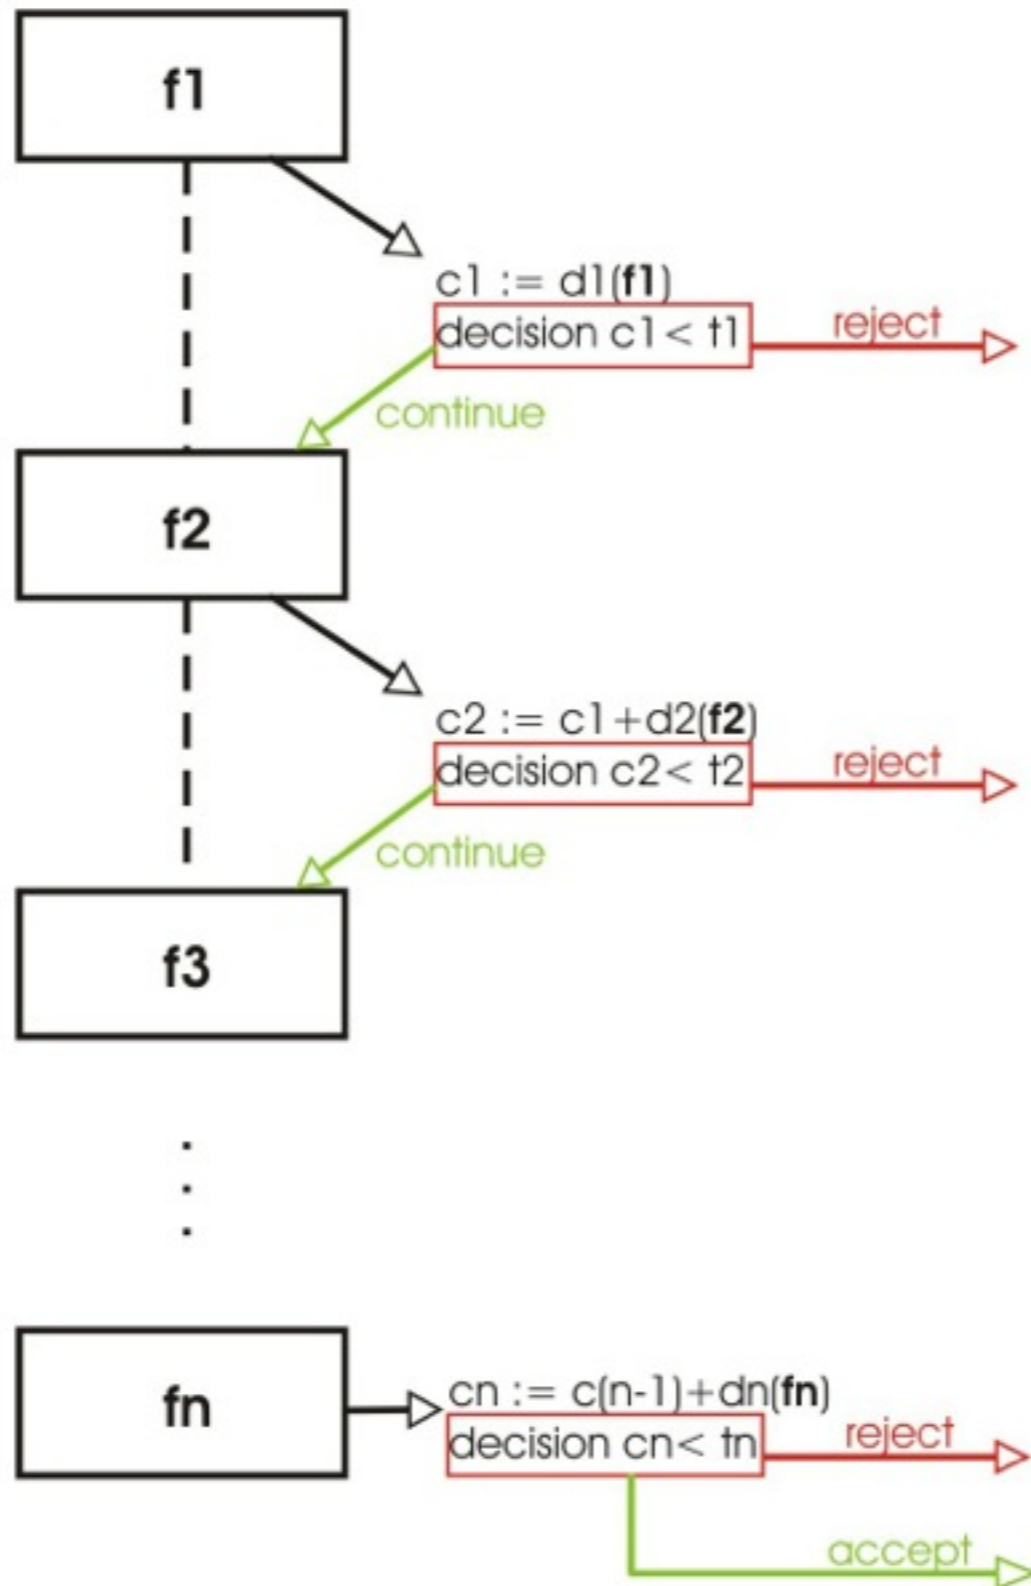 f1
c1 := d1(f1)
decision c1< t1
reject
continue
f2
c2 := c1+d2(f2)
decision c2< t2
reject
continue
f3
.
.
.
fn
cn := c(n-1)+dn(fn)
decision cn< tn
reject
accept